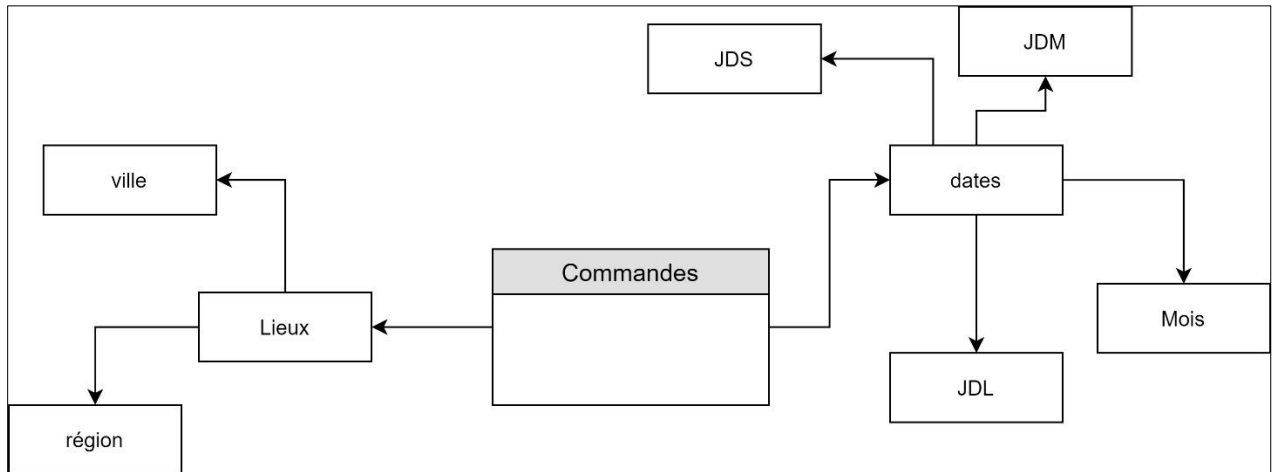 JDM
JDS
ville
dates
Commandes
Lieux
Mois
JDL
région